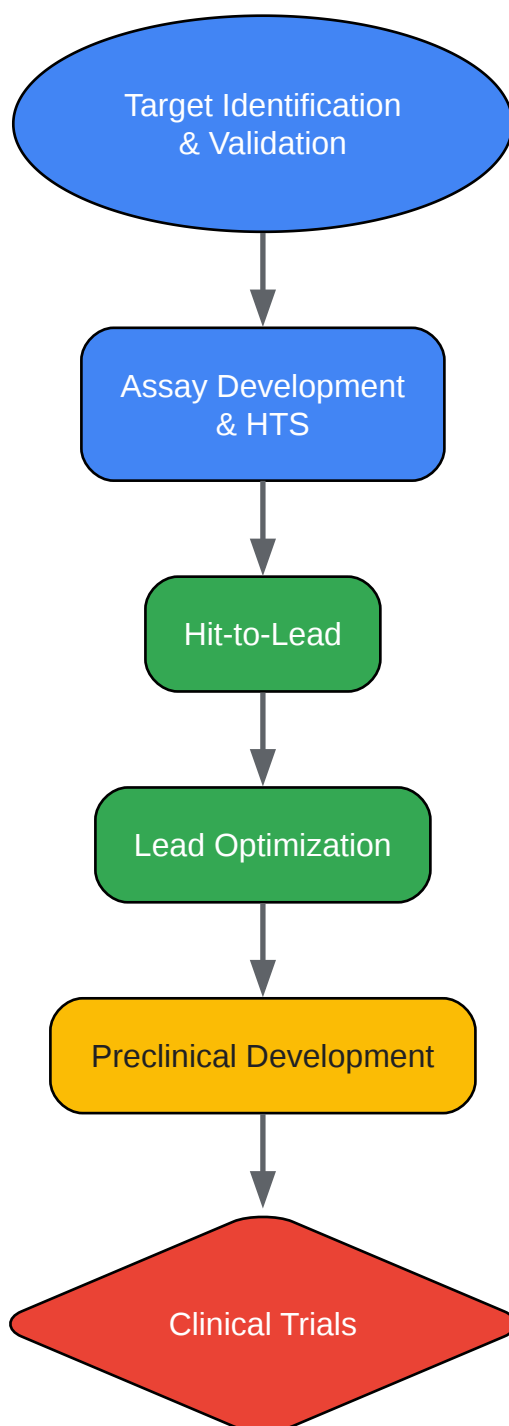 Target Identification
& Validation
Assay Development
& HTS
Hit-to-Lead
Lead Optimization
Preclinical Development
Clinical Trials